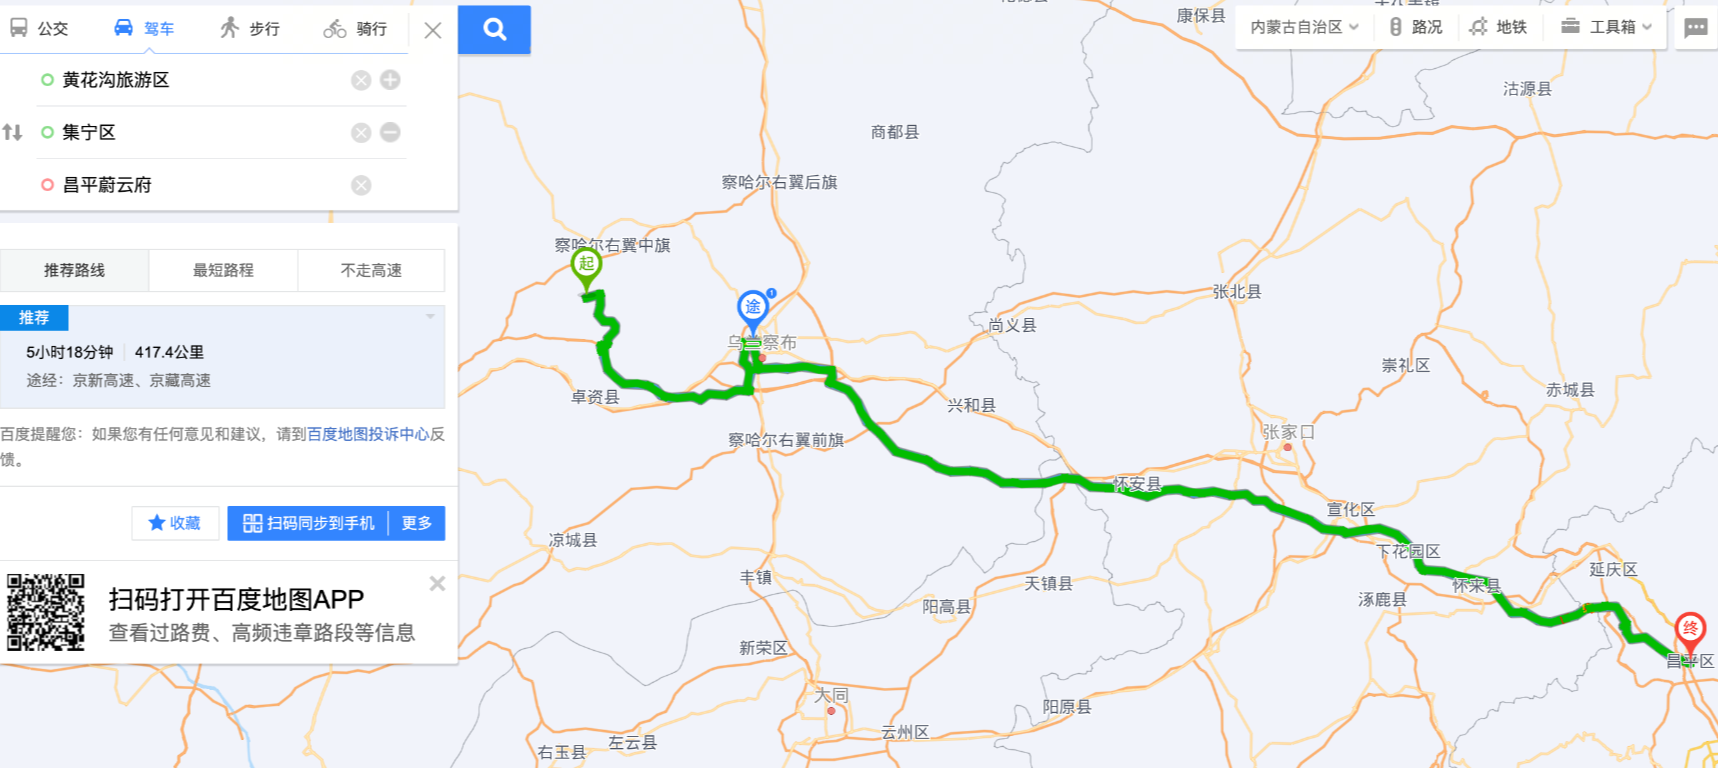 公交
驾车
步行
骑行
黄花沟旅游区
集宁区
昌平蔚云府
推荐路线
最短路程
不走高速
推荐
5小时18分钟
417.4公里
途经：京新高速、京藏高速
百度提醒您：如果您有任何意见和建议，请到百度地图投诉中心反
馈。
收藏
扫码同步到手机
更多
扫码打开百度地图APP
查看过路费、高频违章路段等信息
内蒙古自治区
路况
地铁
工具箱
康保县
沽源县
商都县
察哈尔右翼后旗
察哈尔右翼中旗
起
途
1
乌兰察布
张北县
尚义县
崇礼区
赤城县
卓资县
兴和县
察哈尔右翼前旗
张家口
怀安县
宣化区
凉城县
下花园区
延庆区
丰镇
天镇县
怀来县
涿鹿县
阳高县
终
昌平区
新荣区
大同
阳原县
云州区
左云县
右玉县